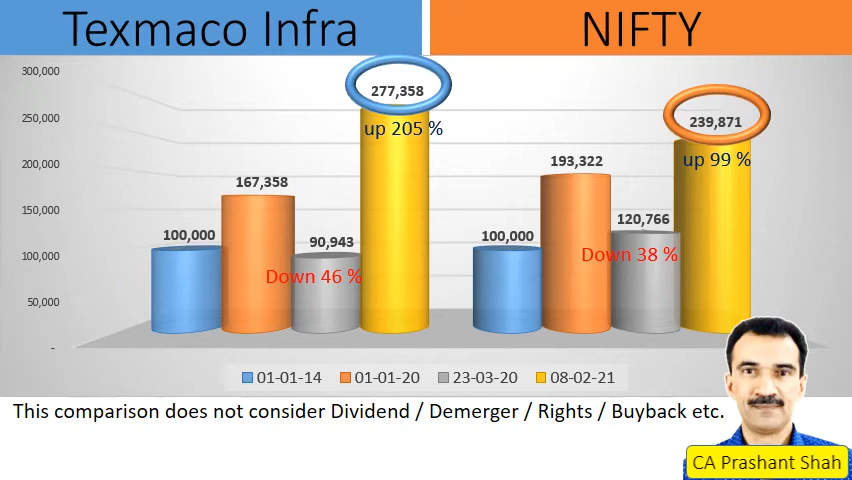 Texmaco Infra NIFTY
300,000
250,000
200,000
150,000
100,000
50,000
-
277,358
up 205 %
239,871
up 99 %
167,358
193,322
100,000
90,943
Down 46 %
100,000
120,766
Down 38 %
01-01-14 01-01-20 23-03-20 08-02-21
This comparison does not consider Dividend / Demerger / Rights / Buyback etc.
CA Prashant Shah